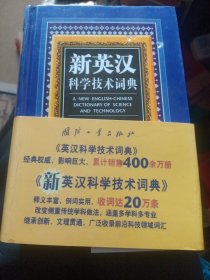 新英汉
科学技术词典
A NEW ENGLISH-CHINESE
DICTIONARY OF SCIENCE
AND TECHNOLOGY
国防工业出版社
《英汉科学技术词典》
经典权威，影响巨大，累计销售400余万册
《新英汉科学技术词典》
释义丰富，例词实用，收词达20万条
改变侧重传统学科做法，涵盖多学科多专业
继承创新，文理贯通，广泛收录前沿科技领域词汇